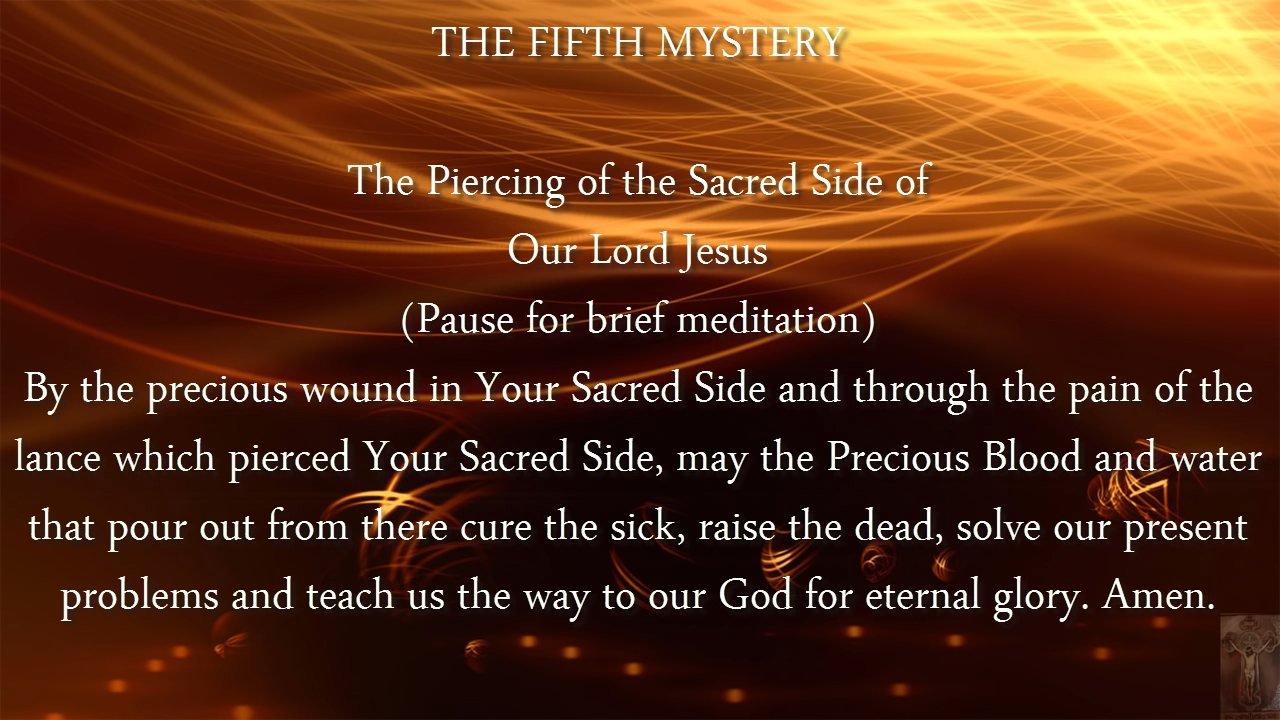 THE FIFTH MYSTERY
The Piercing of the Sacred Side of
Our Lord Jesus
(Pause for brief meditation)
By the precious wound in Your Sacred Side and through the pain of the
lance which pierced Your Sacred Side, may the Precious Blood and water
that pour out from there cure the sick, raise the dead, solve our present
problems and teach us the way to our God for eternal glory. Amen.